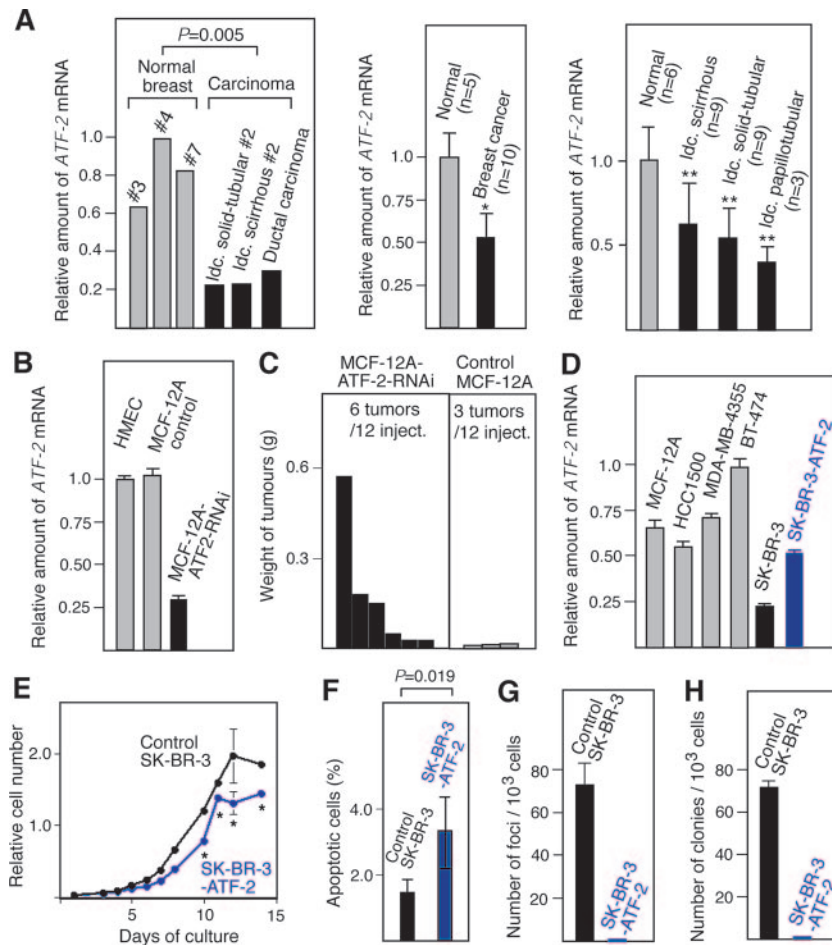 A
Relative amount of ATF-2 mRNA
P=0.005
Normal
breast
Carcinoma
1.0
0.8
0.6
0.4
0.2
#3
#4
#7
Idc. solid-tubular #2
Idc. scirrhous #2
Ductal carcinoma
Relative amount of ATF-2 mRNA
1.0
0.75
0.50
0.25
Normal
(n=5)
Breast cancer
(n=10)
*
Relative amount of ATF-2 mRNA
1.0
0.5
Normal
(n=6)
Idc. scirrhous
(n=9)
Idc. solid-tubular
(n=9)
Idc. papillotubular
(n=3)
**
**
**
B
Relative amount of ATF-2 mRNA
1.0
0.75
0.50
0.25
HMEC
MCF-12A
control
MCF-12A-
ATF2-RNAi
C
Weight of tumours (g)
0.6
0.3
MCF-12A-
ATF-2-RNAi
Control
MCF-12A
6 tumors
/12 inject.
3 tumors
/12 inject.
D
Relative amount of ATF-2 mRNA
1.0
0.75
0.50
0.25
MCF-12A
HCC1500
MDA-MB-4355
BT-474
SK-BR-3
SK-BR-3-ATF-2
E
Relative cell number
2.0
1.0
Control
SK-BR-3
SK-BR-3
-ATF-2
*
*
*
*
5
10
15
Days of culture
F
P=0.019
Apoptotic cells (%)
4.0
2.0
Control
SK-BR-3
SK-BR-3
-ATF-2
G
Number of foci / 10³ cells
80
60
40
20
Control
SK-BR-3
SK-BR-3
-ATF-2
H
Number of clonies / 10³ cells
80
60
40
20
Control
SK-BR-3
SK-BR-3
-ATF-2